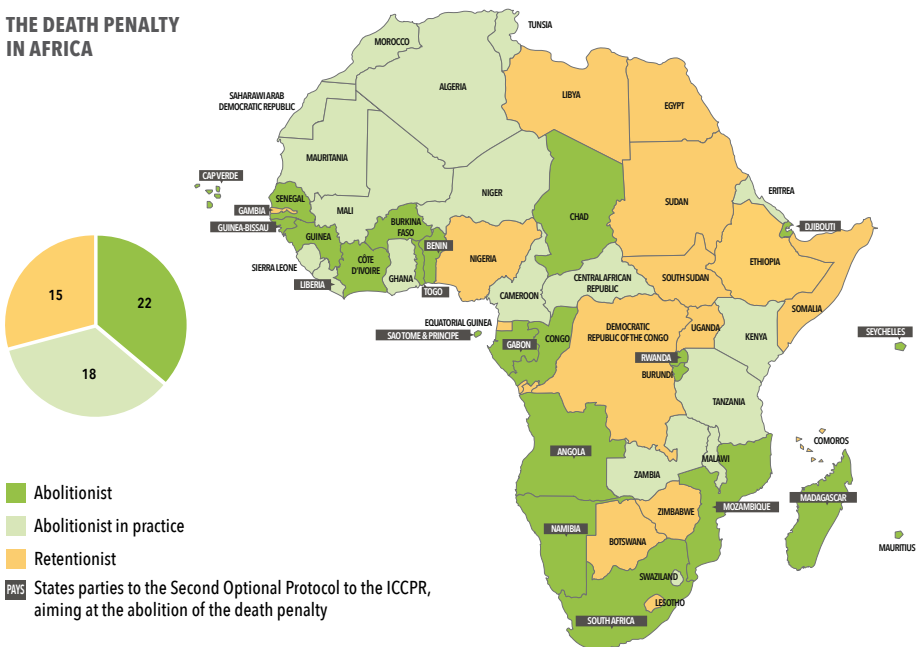 THE DEATH PENALTY
IN AFRICA
TUNSIA
MOROCCO
ALGERIA
LIBYA
EGYPT
SAHARAWI ARAB
DEMOCRATIC REPUBLIC
MAURITANIA
CAP VERDE
SENEGAL
GAMBIA
GUINEA-BISSAU
GUINEA
MALI
NIGER
CHAD
SUDAN
ERITREA
DJIBOUTI
BURKINA
FASO
BENIN
NIGERIA
SIERRA LEONE
LIBERIA
CÔTE
D'IVOIRE
GHANA
TOGO
CAMEROON
CENTRAL AFRICAN
REPUBLIC
SOUTH SUDAN
ETHIOPIA
SOMALIA
EQUATORIAL GUINEA
SAO TOME & PRINCIPE
GABON
CONGO
DEMOCRATIC
REPUBLIC OF THE CONGO
UGANDA
KENYA
RWANDA
BURUNDI
TANZANIA
SEYCHELLES
COMOROS
ANGOLA
ZAMBIA
MALAWI
MOZAMBIQUE
MADAGASCAR
MAURITIUS
NAMIBIA
BOTSWANA
ZIMBABWE
SWAZILAND
LESOTHO
SOUTH AFRICA
15
22
18
Abolitionist
Abolitionist in practice
Retentionist
PAYS States parties to the Second Optional Protocol to the ICCPR,
aiming at the abolition of the death penalty